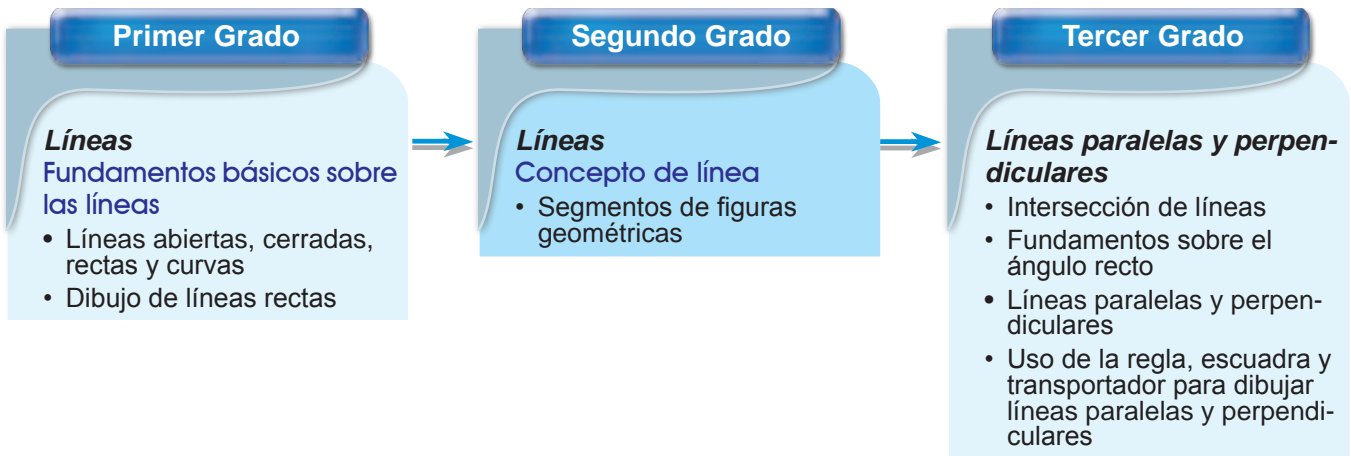 Primer Grado
Líneas
Fundamentos básicos sobre
las líneas
• Líneas abiertas, cerradas,
rectas y curvas
• Dibujo de líneas rectas
Segundo Grado
Líneas
Concepto de línea
• Segmentos de figuras
geométricas
Tercer Grado
Líneas paralelas y perpen-
diculares
• Intersección de líneas
• Fundamentos sobre el
ángulo recto
• Líneas paralelas y perpen-
diculares
• Uso de la regla, escuadra y
transportador para dibujar
líneas paralelas y perpendi-
culares